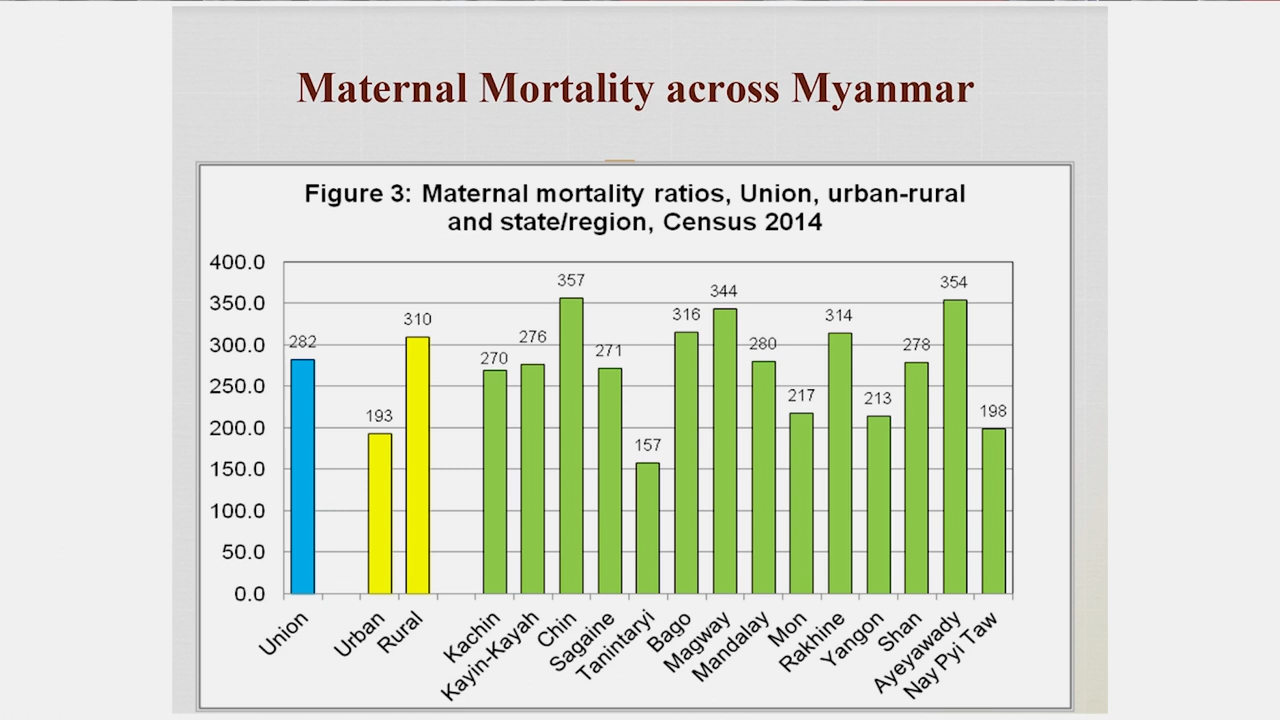 Maternal Mortality across Myanmar
Figure 3: Maternal mortality ratios, Union, urban-rural
and state/region, Census 2014
400.0
350.0
300.0
250.0
200.0
150.0
100.0
50.0
0.0
282
193
310
270
276
357
271
157
316
344
280
217
314
213
278
354
198
Union
Urban
Rural
Kachin
Kayin-Kayah
Chin
Sagaine
Tanintaryi
Bago
Magway
Mandalay
Mon
Rakhine
Yangon
Shan
Ayeyawady
Nay Pyi Taw